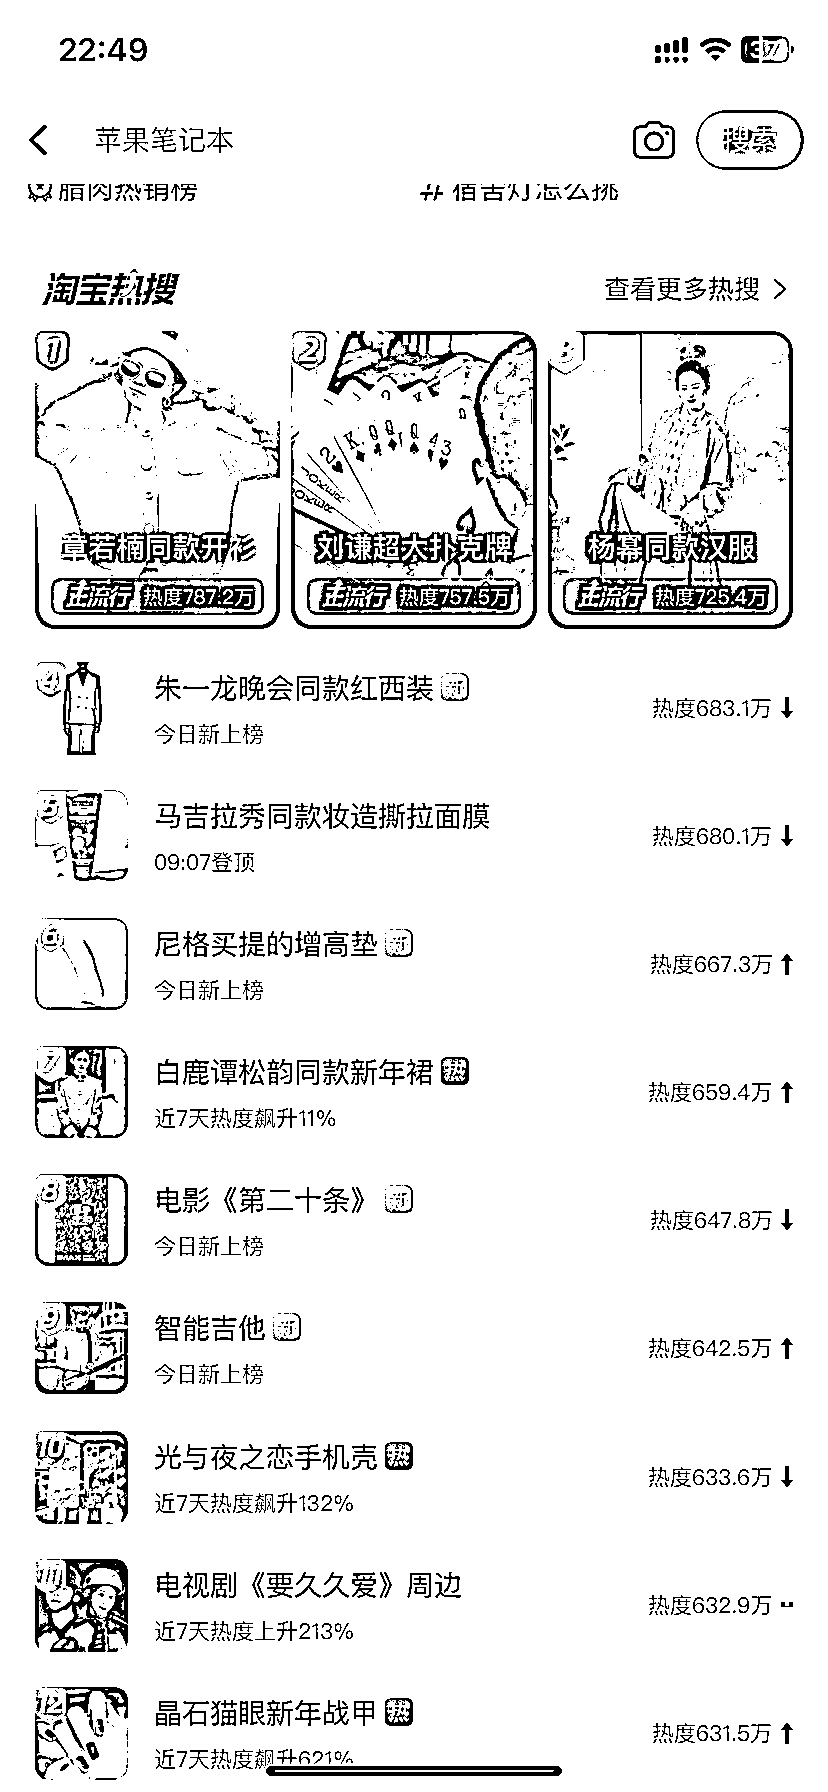 22:49
苹果笔记本
搜索
腊肉热销榜
# 宿舍灯怎么挑
淘宝热搜
查看更多热搜
1
2
3
章若楠同款开衫
刘谦超大扑克牌
杨幂同款汉服
流行 热度787.2万
流行 热度757.5万
流行 热度725.4万
4
朱一龙晚会同款红西装 新
今日新上榜
热度683.1万
5
马吉拉秀同款妆造撕拉面膜
09:07登顶
热度680.1万
6
尼格买提的增高垫 新
今日新上榜
热度667.3万
7
白鹿谭松韵同款新年裙 热
近7天热度飙升11%
热度659.4万
8
电影《第二十条》 新
今日新上榜
热度647.8万
9
智能吉他 新
今日新上榜
热度642.5万
10
光与夜之恋手机壳 热
近7天热度飙升132%
热度633.6万
11
电视剧《要久久爱》周边
近7天热度上升213%
热度632.9万
12
晶石猫眼新年战甲 热
近7天热度飙升621%
热度631.5万